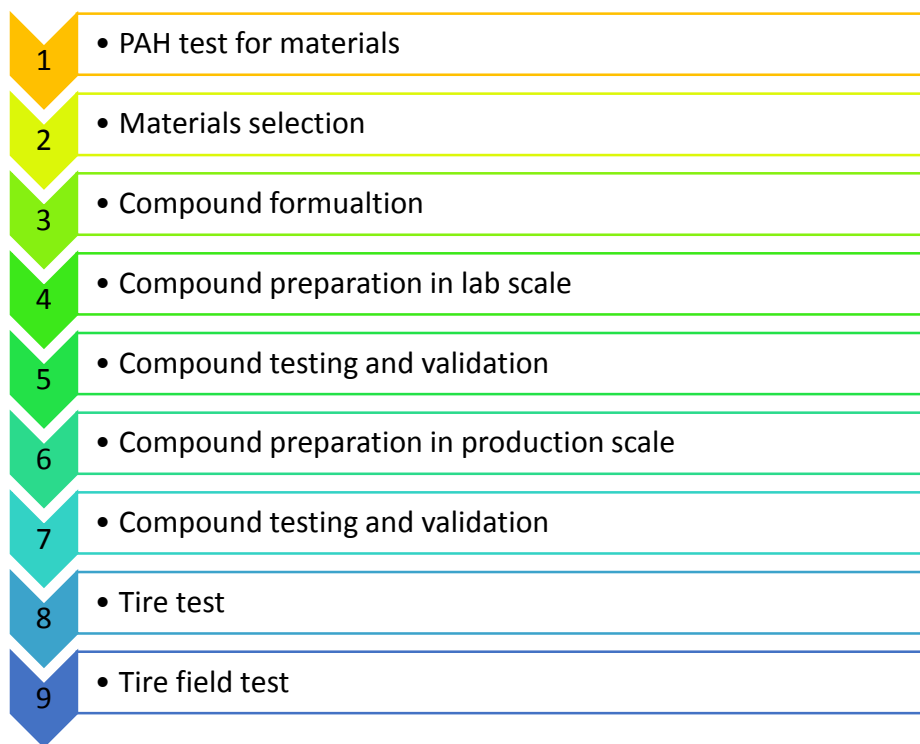 1 • PAH test for materials
2 • Materials selection
3 • Compound formualtion
4 • Compound preparation in lab scale
5 • Compound testing and validation
6 • Compound preparation in production scale
7 • Compound testing and validation
8 • Tire test
9 • Tire field test